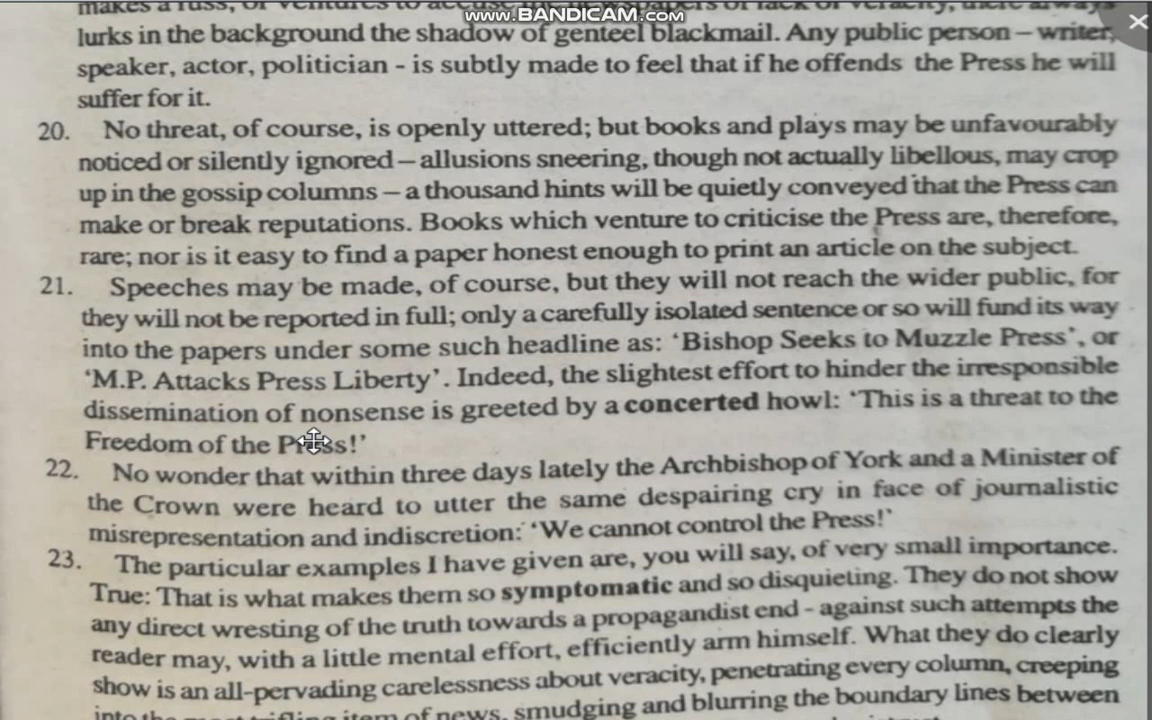 makes a fuss, or ventures to accuse
www.BANDICAM.com
of lack of veracity, there always
lurks in the background the shadow of genteel blackmail. Any public person – writer,
speaker, actor, politician - is subtly made to feel that if he offends the Press he will
suffer for it.
20. No threat, of course, is openly uttered; but books and plays may be unfavourably
noticed or silently ignored – allusions sneering, though not actually libellous, may crop
up in the gossip columns – a thousand hints will be quietly conveyed that the Press can
make or break reputations. Books which venture to criticise the Press are, therefore,
rare; nor is it easy to find a paper honest enough to print an article on the subject.
21. Speeches may be made, of course, but they will not reach the wider public, for
they will not be reported in full; only a carefully isolated sentence or so will fund its way
into the papers under some such headline as: ‘Bishop Seeks to Muzzle Press’, or
‘M.P. Attacks Press Liberty’. Indeed, the slightest effort to hinder the irresponsible
dissemination of nonsense is greeted by a concerted howl: ‘This is a threat to the
Freedom of the Press!’
22. No wonder that within three days lately the Archbishop of York and a Minister of
the Crown were heard to utter the same despairing cry in face of journalistic
misrepresentation and indiscretion: ‘We cannot control the Press!’
23. The particular examples I have given are, you will say, of very small importance.
True: That is what makes them so symptomatic and so disquieting. They do not show
any direct wresting of the truth towards a propagandist end - against such attempts the
reader may, with a little mental effort, efficiently arm himself. What they do clearly
show is an all-pervading carelessness about veracity, penetrating every column, creeping
into the most trifling item of news, smudging and blurring the boundary lines between